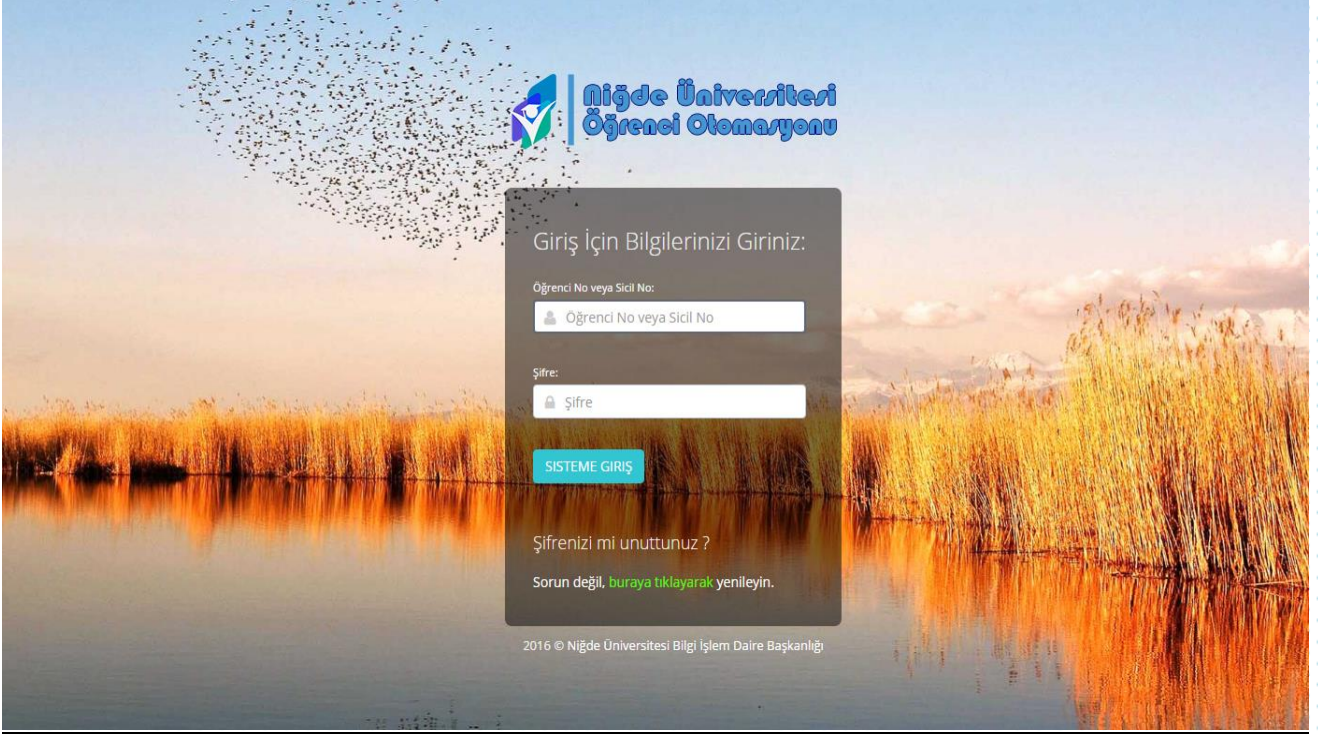 Niğde Üniversitesi
Öğrenci Otomasyonu
Giriş İçin Bilgilerinizi Giriniz:
Öğrenci No veya Sicil No:
Öğrenci No veya Sicil No
Şifre:
Şifre
SISTEME GIRIŞ
Şifrenizi mi unuttunuz ?
Sorun değil, buraya tıklayarak yenileyin.
2016 © Niğde Üniversitesi Bilgi İşlem Daire Başkanlığı